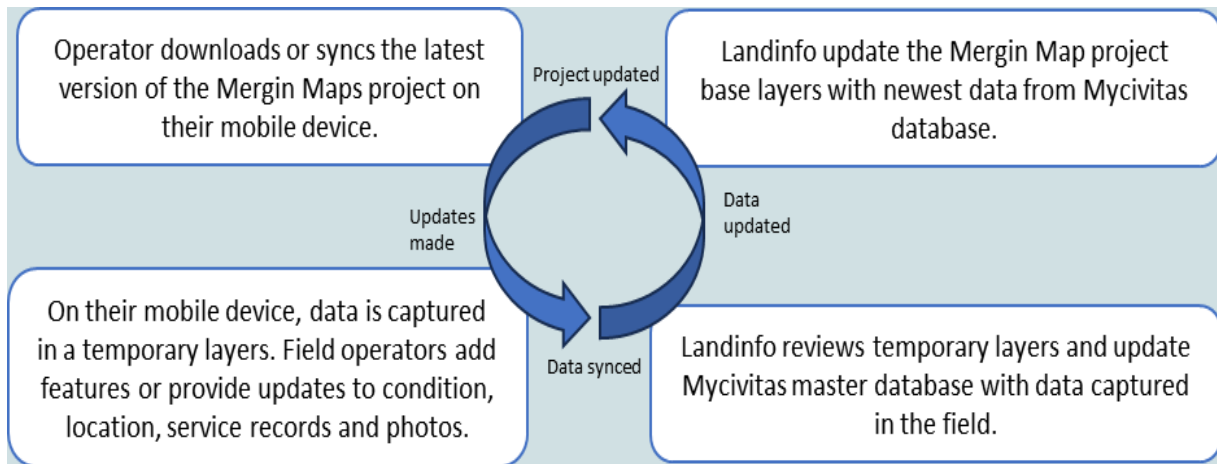 Operator downloads or syncs the latest
version of the Mergin Maps project on
their mobile device.
Project updated
Landinfo update the Mergin Map project
base layers with newest data from Mycivitas
database.
Updates
made
Data
updated
On their mobile device, data is captured
in a temporary layers. Field operators add
features or provide updates to condition,
location, service records and photos.
Data synced
Landinfo reviews temporary layers and update
Mycivitas master database with data captured
in the field.